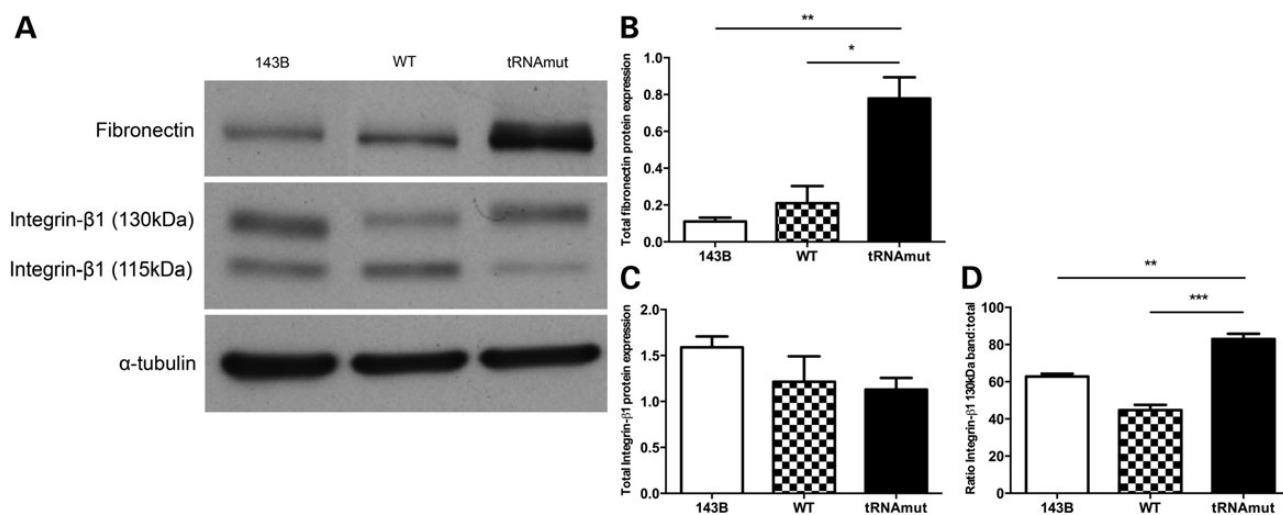 A
143B WT tRNAmut
Fibronectin
Integrin-β1 (130kDa)
Integrin-β1 (115kDa)
α-tubulin
B
**
*
Total fibronectin protein expression
1.0
0.8
0.6
0.4
0.2
0.0
143B WT tRNAmut
C
Total Integrin-β1 protein expression
2.0
1.5
1.0
0.5
0.0
143B WT tRNAmut
D
**
***
Ratio Integrin-β1 130kDa band:total
100
80
60
40
20
0
143B WT tRNAmut